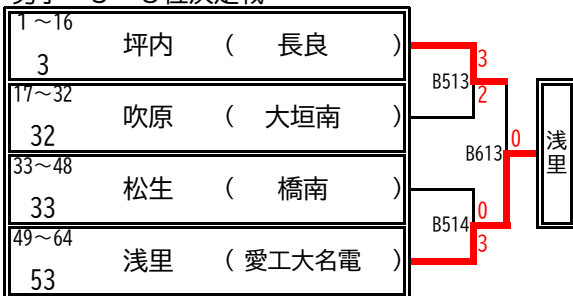 1～16
3 坪内 ( 長良 )
3
B513
2
17～32
32 吹原 ( 大垣南 )
B613
0
浅里
33～48
33 松生 ( 橋南 )
0
B514
3
49～64
53 浅里 ( 愛工大名電 )